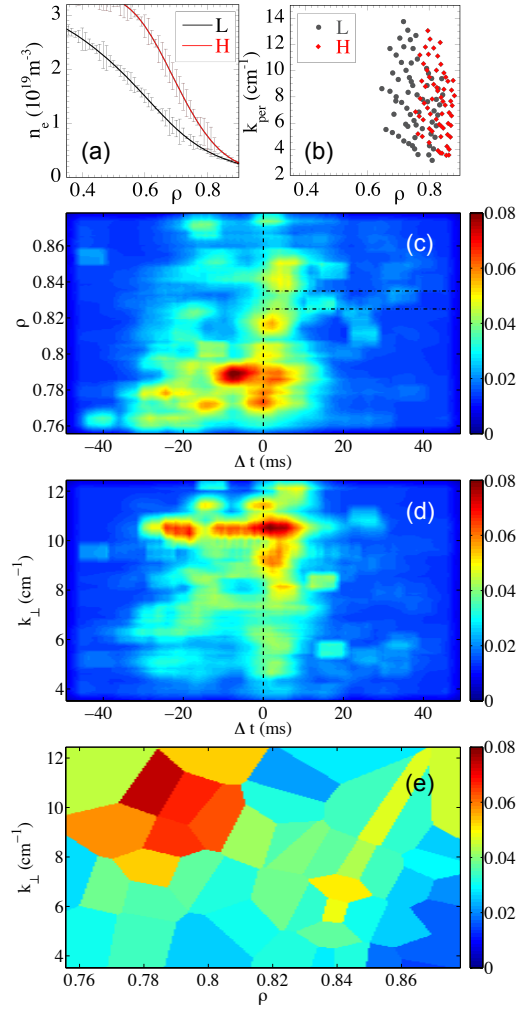 3
2
1
0
n_e (10^19 m^-3)
L
H
(a)
0.4 0.6 0.8
ρ
14
12
10
8
6
4
2
k_per (cm^-1)
L
H
(b)
0.4 0.6 0.8
ρ
0.86
0.84
0.82
0.8
0.78
0.76
ρ
(c)
−40 −20 0 20 40
Δ t (ms)
0.08
0.06
0.04
0.02
0
12
10
8
6
4
k_⊥ (cm^−1)
(d)
−40 −20 0 20 40
Δ t (ms)
0.08
0.06
0.04
0.02
0
12
10
8
6
4
k_⊥ (cm^−1)
(e)
0.76 0.78 0.8 0.82 0.84 0.86
ρ
0.08
0.06
0.04
0.02
0